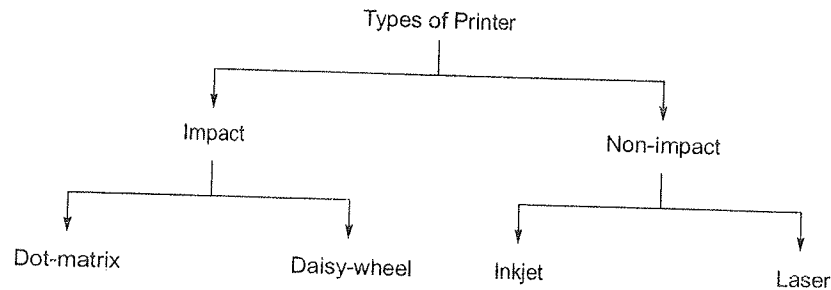 Types of Printer
Impact
Non-impact
Dot-matrix
Daisy-wheel
Inkjet
Laser